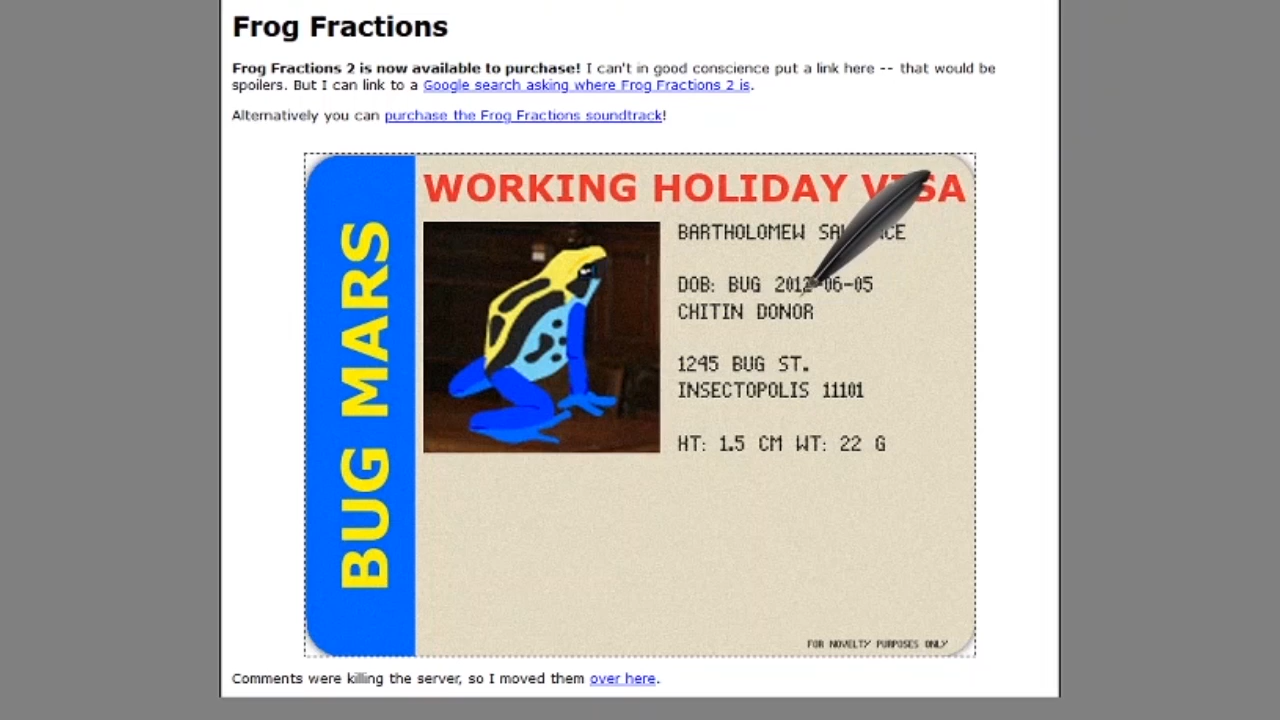 Frog Fractions
Frog Fractions 2 is now available to purchase! I can't in good conscience put a link here -- that would be
spoilers. But I can link to a Google search asking where Frog Fractions 2 is.
Alternatively you can purchase the Frog Fractions soundtrack!
BUG MARS
WORKING HOLIDAY VISA
BARTHOLOMEW
DOB: BUG 2012-06-05
CHITIN DONOR
1245 BUG ST.
INSECTOPOLIS 11101
HT: 1.5 CM WT: 22 G
FOR NOVELTY PURPOSES ONLY
Comments were killing the server, so I moved them over here.